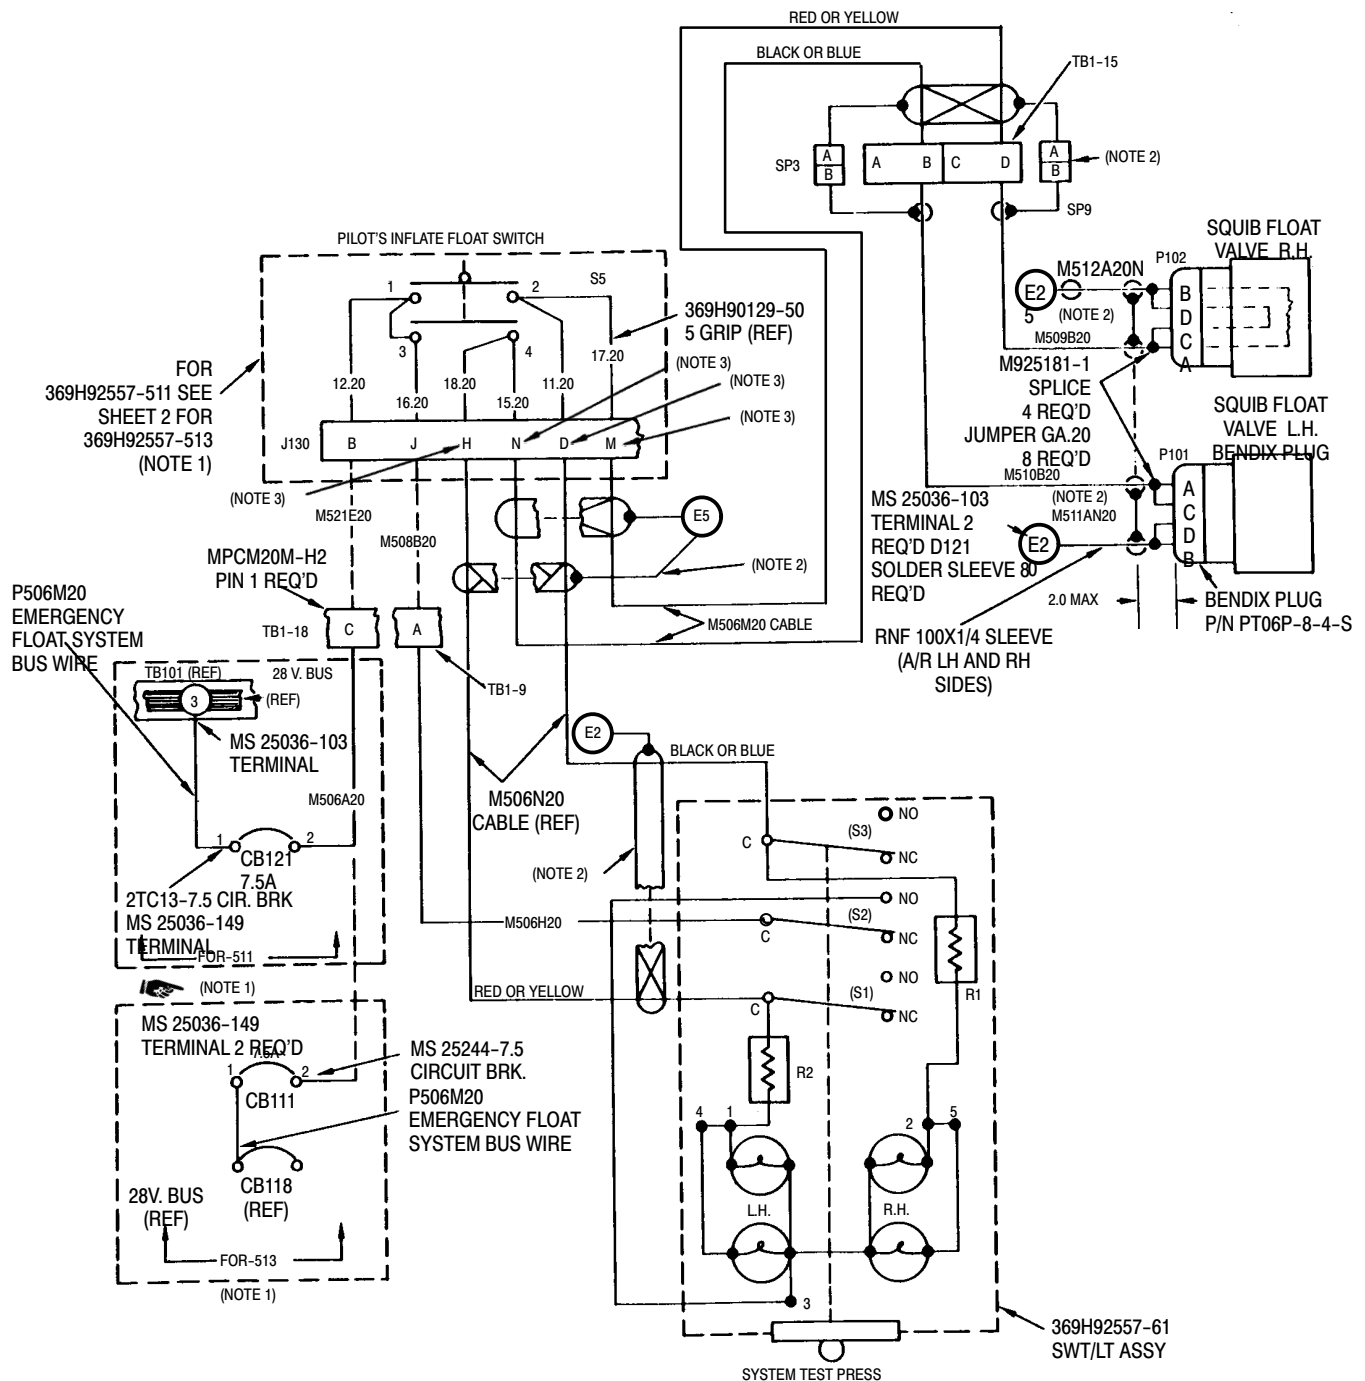 RED OR YELLOW
BLACK OR BLUE
TB1-15
SP3
A
B
A
B
C
D
A
B
(NOTE 2)
SP9
PILOT'S INFLATE FLOAT SWITCH
S5
1
2
3
4
369H90129-50
5 GRIP (REF)
17.20
12.20
18.20
11.20
16.20
15.20
(NOTE 3)
(NOTE 3)
(NOTE 3)
FOR
369H92557-511 SEE
SHEET 2 FOR
369H92557-513
(NOTE 1)
J130
B
J
H
N
D
M
(NOTE 3)
SQUIB FLOAT
VALVE R.H.
P102
M512A20N
E2
5
(NOTE 2)
M509B20
B
D
C
A
M925181-1
SPLICE
4 REQ'D
JUMPER GA.20
8 REQ'D
M510B20
SQUIB FLOAT
VALVE L.H.
BENDIX PLUG
P101
(NOTE 2)
M511AN20
A
C
D
B
MS 25036-103
TERMINAL 2
REQ'D D121
SOLDER SLEEVE 80
REQ'D
E2
2.0 MAX
BENDIX PLUG
P/N PT06P-8-4-S
RNF 100X1/4 SLEEVE
(A/R LH AND RH
SIDES)
M521E20
M508B20
E5
(NOTE 2)
M506M20 CABLE
MPCM20M-H2
PIN 1 REQ'D
TB1-18
C
A
TB1-9
P506M20
EMERGENCY
FLOAT SYSTEM
BUS WIRE
TB101 (REF)
28 V. BUS
3
(REF)
MS 25036-103
TERMINAL
M506A20
1
2
CB121
7.5A
2TC13-7.5 CIR. BRK
MS 25036-149
TERMINAL
FOR-511
(NOTE 1)
M506N20
CABLE (REF)
E2
BLACK OR BLUE
(NOTE 2)
M506H20
RED OR YELLOW
NO
(S3)
C
NC
NO
(S2)
C
NC
NO
(S1)
C
NC
R1
R2
4
1
2
5
L.H.
R.H.
3
MS 25036-149
TERMINAL 2 REQ'D
7.5A
1
2
CB111
MS 25244-7.5
CIRCUIT BRK.
P506M20
EMERGENCY FLOAT
SYSTEM BUS WIRE
CB118
(REF)
28V. BUS
(REF)
FOR-513
(NOTE 1)
369H92557-61
SWT/LT ASSY
SYSTEM TEST PRESS